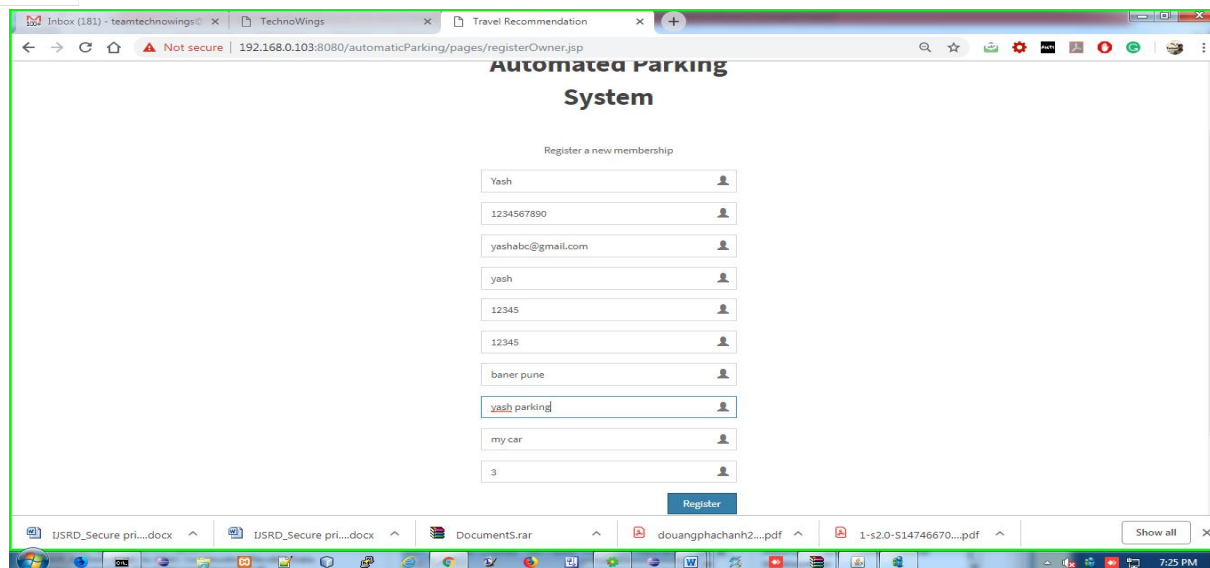 Inbox (181) - teamtechnowings
TechnoWings
Travel Recommendation
Not secure | 192.168.0.103:8080/automaticParking/pages/registerOwner.jsp
Automated Parking
System
Register a new membership
Yash
1234567890
yashabc@gmail.com
yash
12345
12345
baner pune
yash parking
my car
3
Register
IJSRD_Secure pri....docx
IJSRD_Secure pri....docx
DocumentS.rar
douangphachanh2....pdf
1-s2.0-S14746670....pdf
Show all
7:25 PM